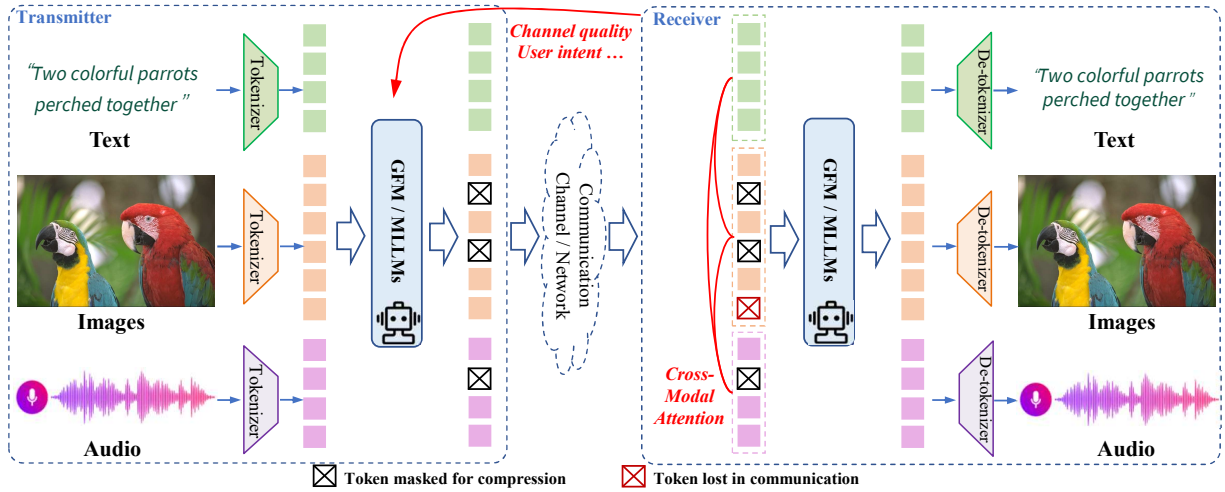 Transmitter
Receiver
Channel quality
User intent ...
“Two colorful parrots
perched together ”
Text
Tokenizer
Images
Tokenizer
Audio
Tokenizer
GFM / MLLMs
Communication
Channel / Network
Cross-
Modal
Attention
GFM / MLLMs
De-tokenizer
“Two colorful parrots
perched together ”
Text
De-tokenizer
Images
De-tokenizer
Audio
Token masked for compression
Token lost in communication